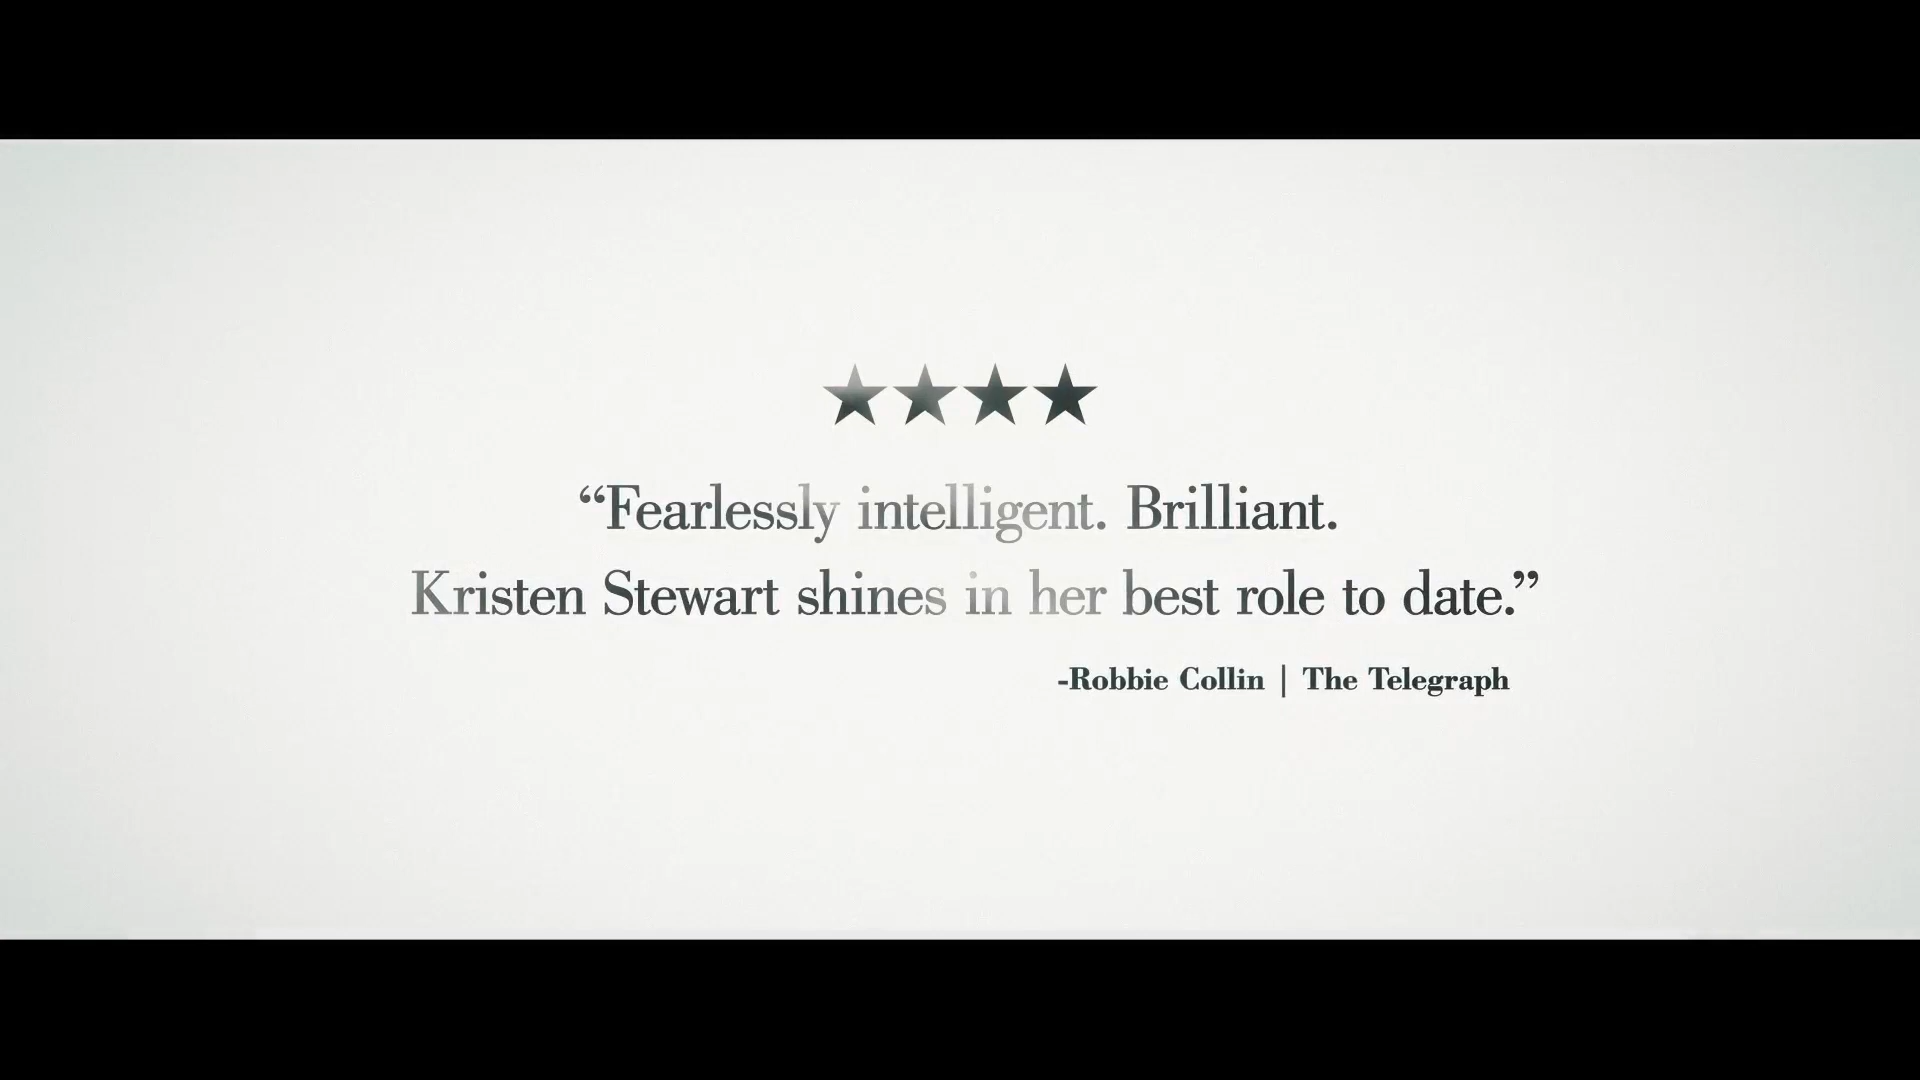 ★★★★
“Fearlessly intelligent. Brilliant.
Kristen Stewart shines in her best role to date.”
-Robbie Collin | The Telegraph